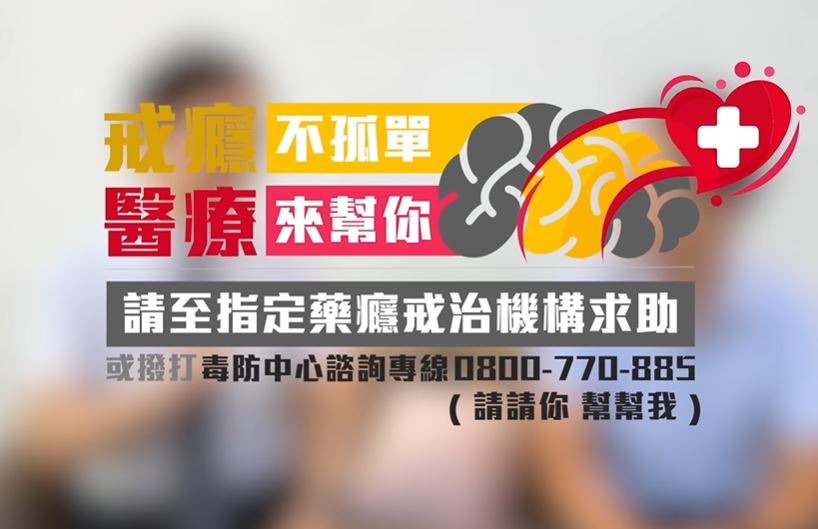 戒癮 不孤單
醫療 來幫你
請至指定藥癮戒治機構求助
或撥打毒防中心諮詢專線0800-770-885
(請請你 幫幫我)